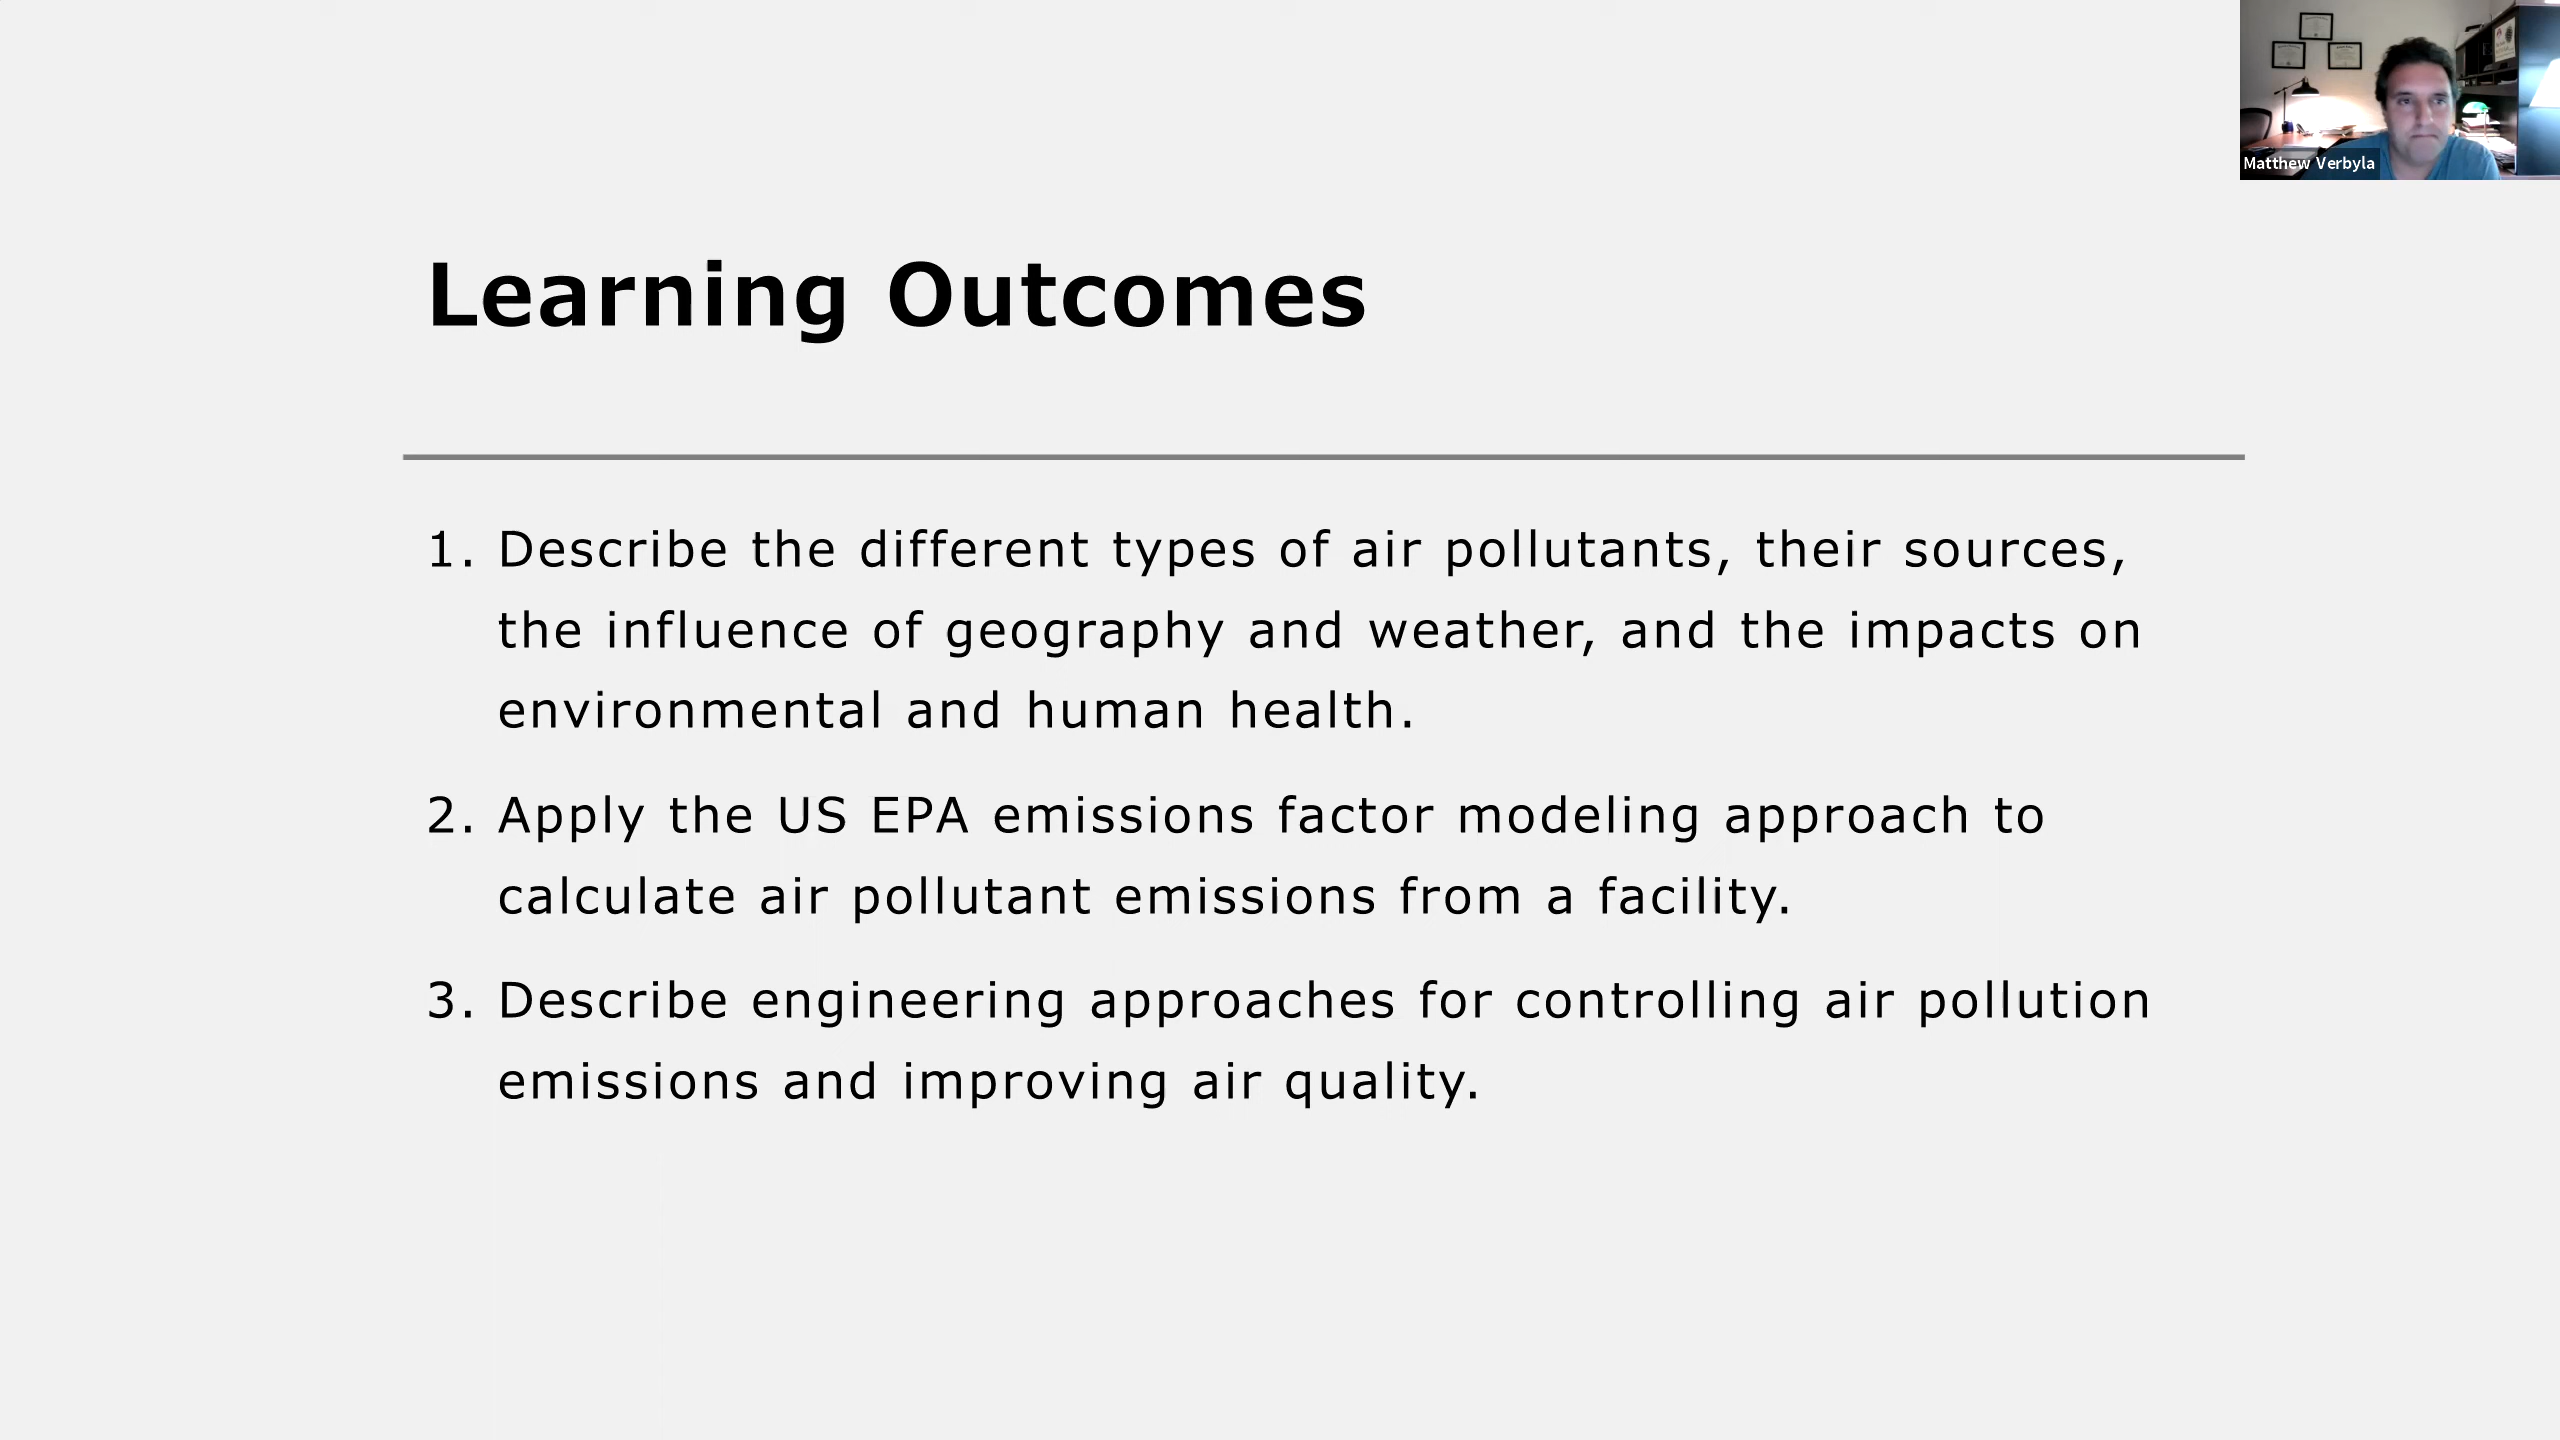 Matthew Verbyla
Learning Outcomes
1. Describe the different types of air pollutants, their sources,
the influence of geography and weather, and the impacts on
environmental and human health.
2. Apply the US EPA emissions factor modeling approach to
calculate air pollutant emissions from a facility.
3. Describe engineering approaches for controlling air pollution
emissions and improving air quality.